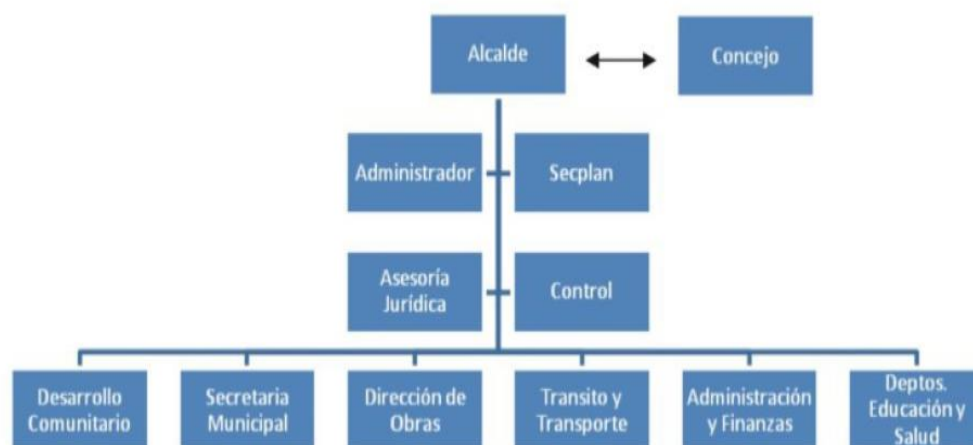 Alcalde
Concejo
Administrador
Secplan
Asesoría
Jurídica
Control
Desarrollo
Comunitario
Secretaria
Municipal
Dirección de
Obras
Transito y
Transporte
Administración
y Finanzas
Deptos.
Educación y
Salud